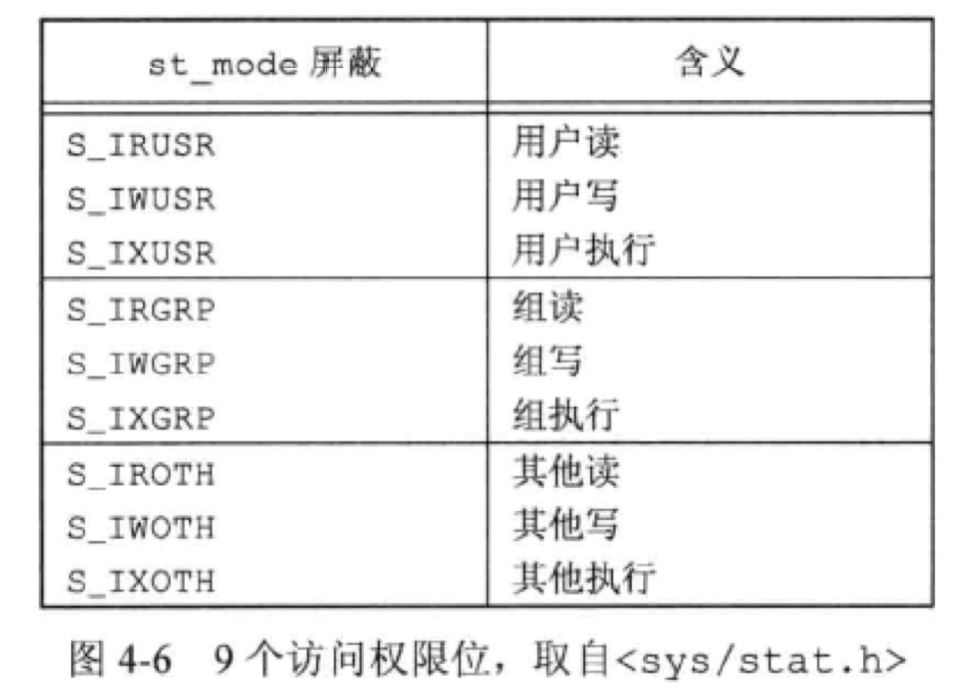 st_mode 屏蔽 含义
S_IRUSR 用户读
S_IWUSR 用户写
S_IXUSR 用户执行
S_IRGRP 组读
S_IWGRP 组写
S_IXGRP 组执行
S_IROTH 其他读
S_IWOTH 其他写
S_IXOTH 其他执行
图 4-6 9 个访问权限位，取自<sys/stat.h>